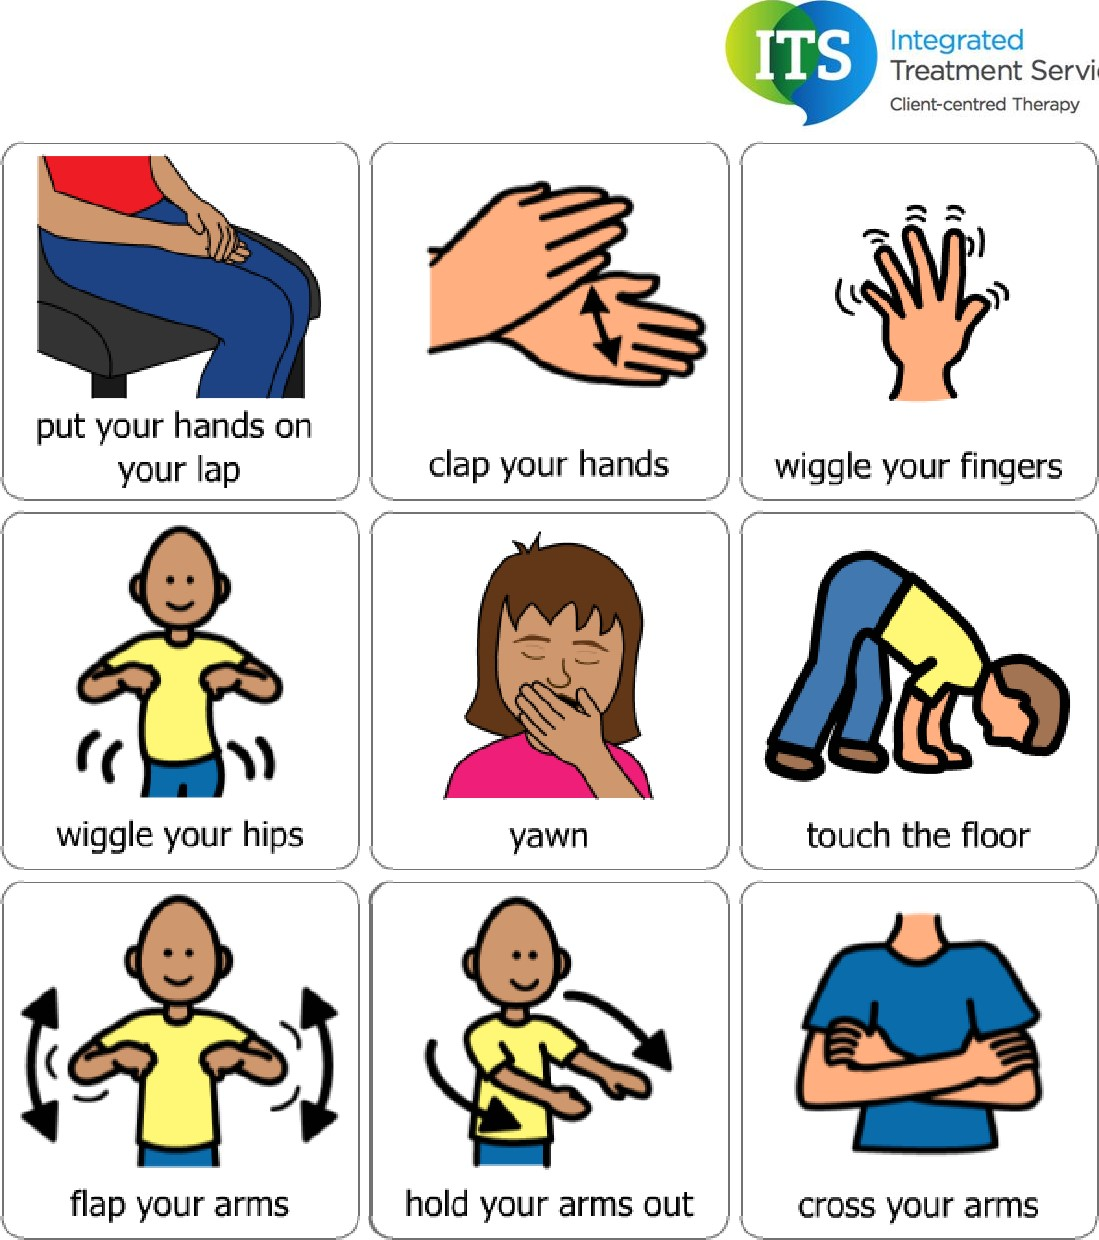 ITS
Integrated
Treatment Servi
Client-centred Therapy
put your hands on
your lap
clap your hands
wiggle your fingers
wiggle your hips
yawn
touch the floor
flap your arms
hold your arms out
cross your arms